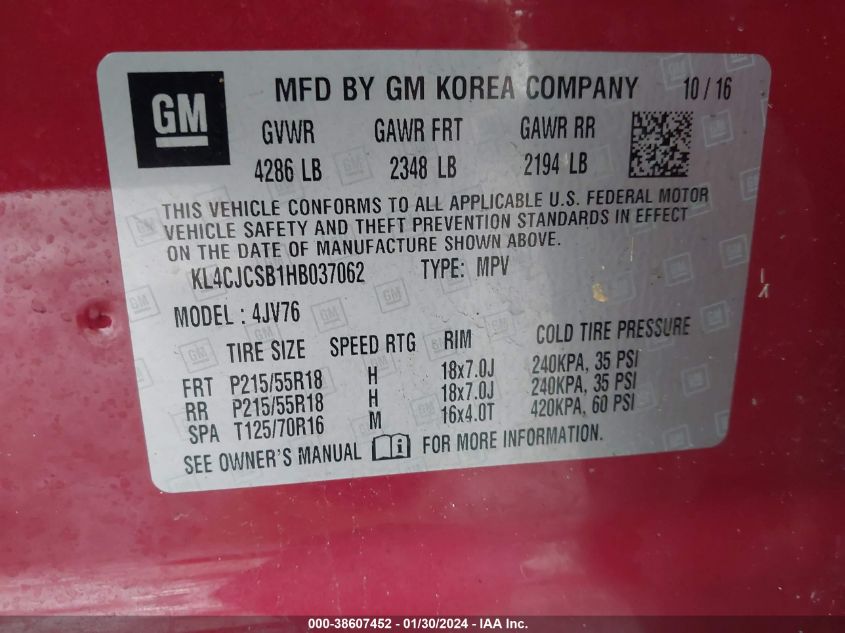 GM
MFD BY GM KOREA COMPANY 10 / 16
GVWR GAWR FRT GAWR RR
4286 LB 2348 LB 2194 LB
THIS VEHICLE CONFORMS TO ALL APPLICABLE U.S. FEDERAL MOTOR
VEHICLE SAFETY AND THEFT PREVENTION STANDARDS IN EFFECT
ON THE DATE OF MANUFACTURE SHOWN ABOVE.
KL4CJCSB1HB037062 TYPE: MPV
MODEL : 4JV76
TIRE SIZE SPEED RTG RIM COLD TIRE PRESSURE
FRT P215/55R18 H 18x7.0J 240KPA, 35 PSI
RR P215/55R18 H 18x7.0J 240KPA, 35 PSI
SPA T125/70R16 M 16x4.0T 420KPA, 60 PSI
SEE OWNER'S MANUAL i FOR MORE INFORMATION.
000-38607452 - 01/30/2024 - IAA Inc.